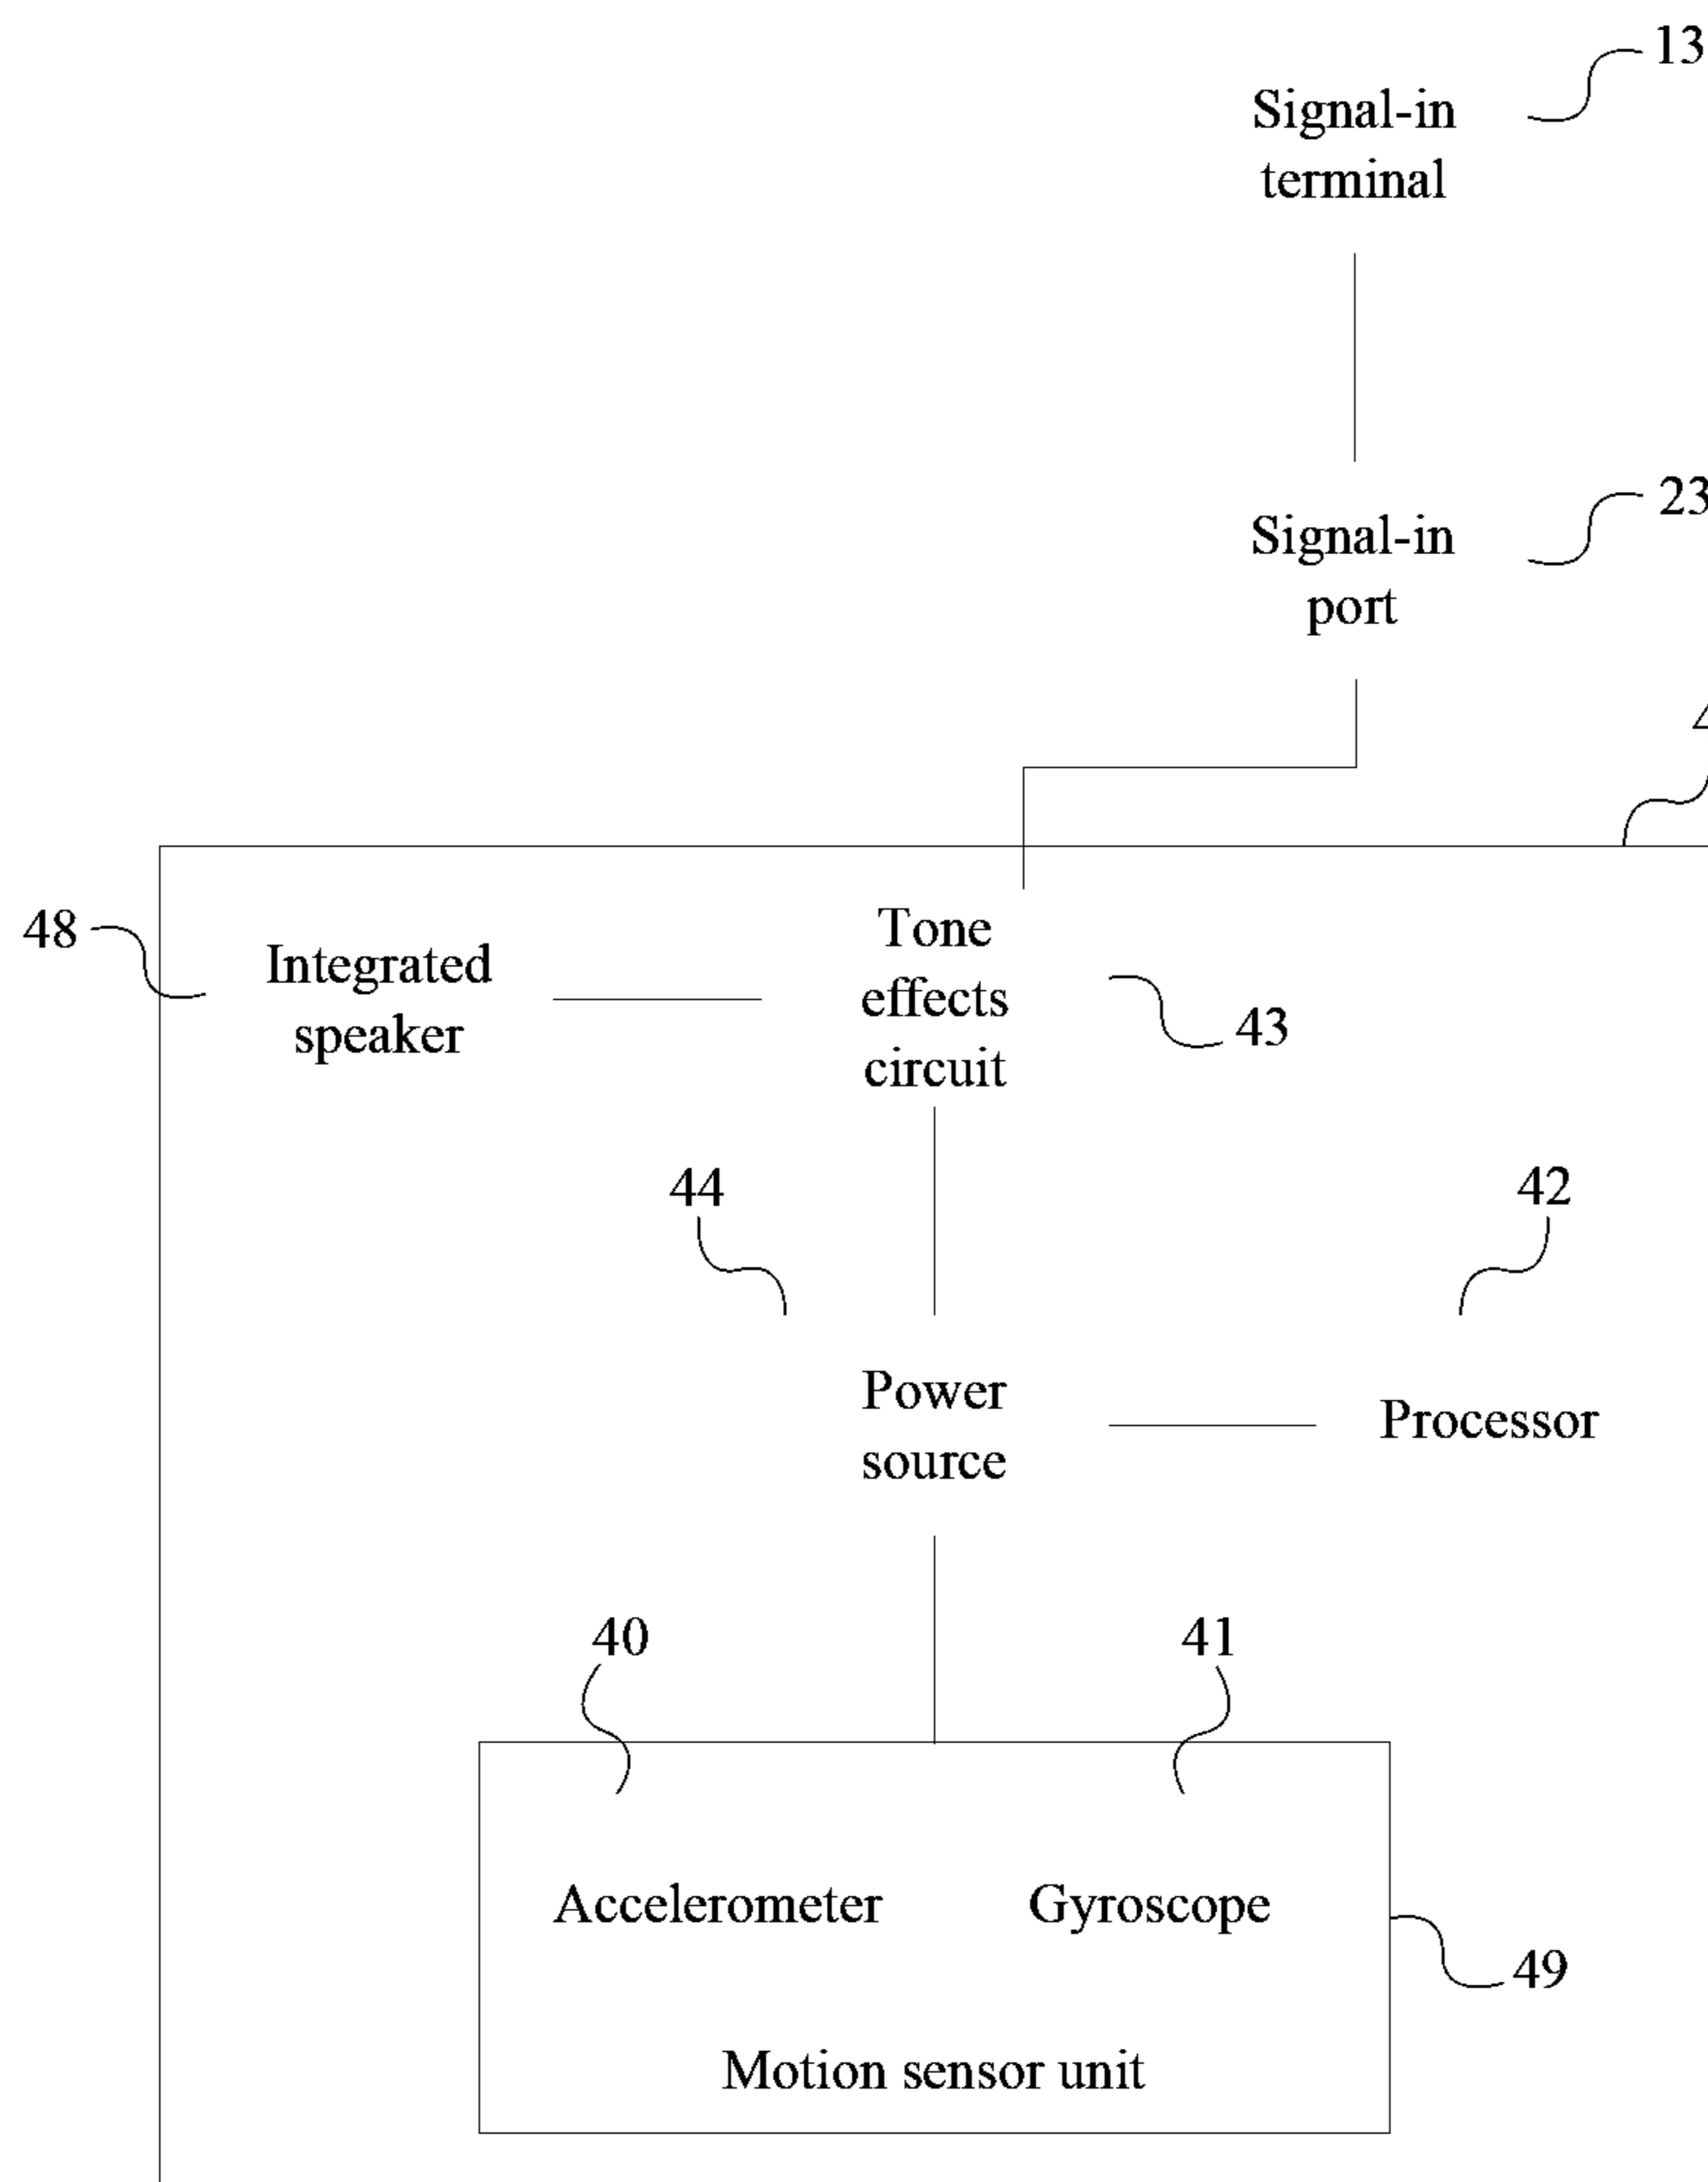 13
Signal-in
terminal
23
Signal-in
port
4
48
Integrated
speaker
Tone
effects
circuit
43
44
42
Power
source
Processor
40
41
Accelerometer
Gyroscope
49
Motion sensor unit